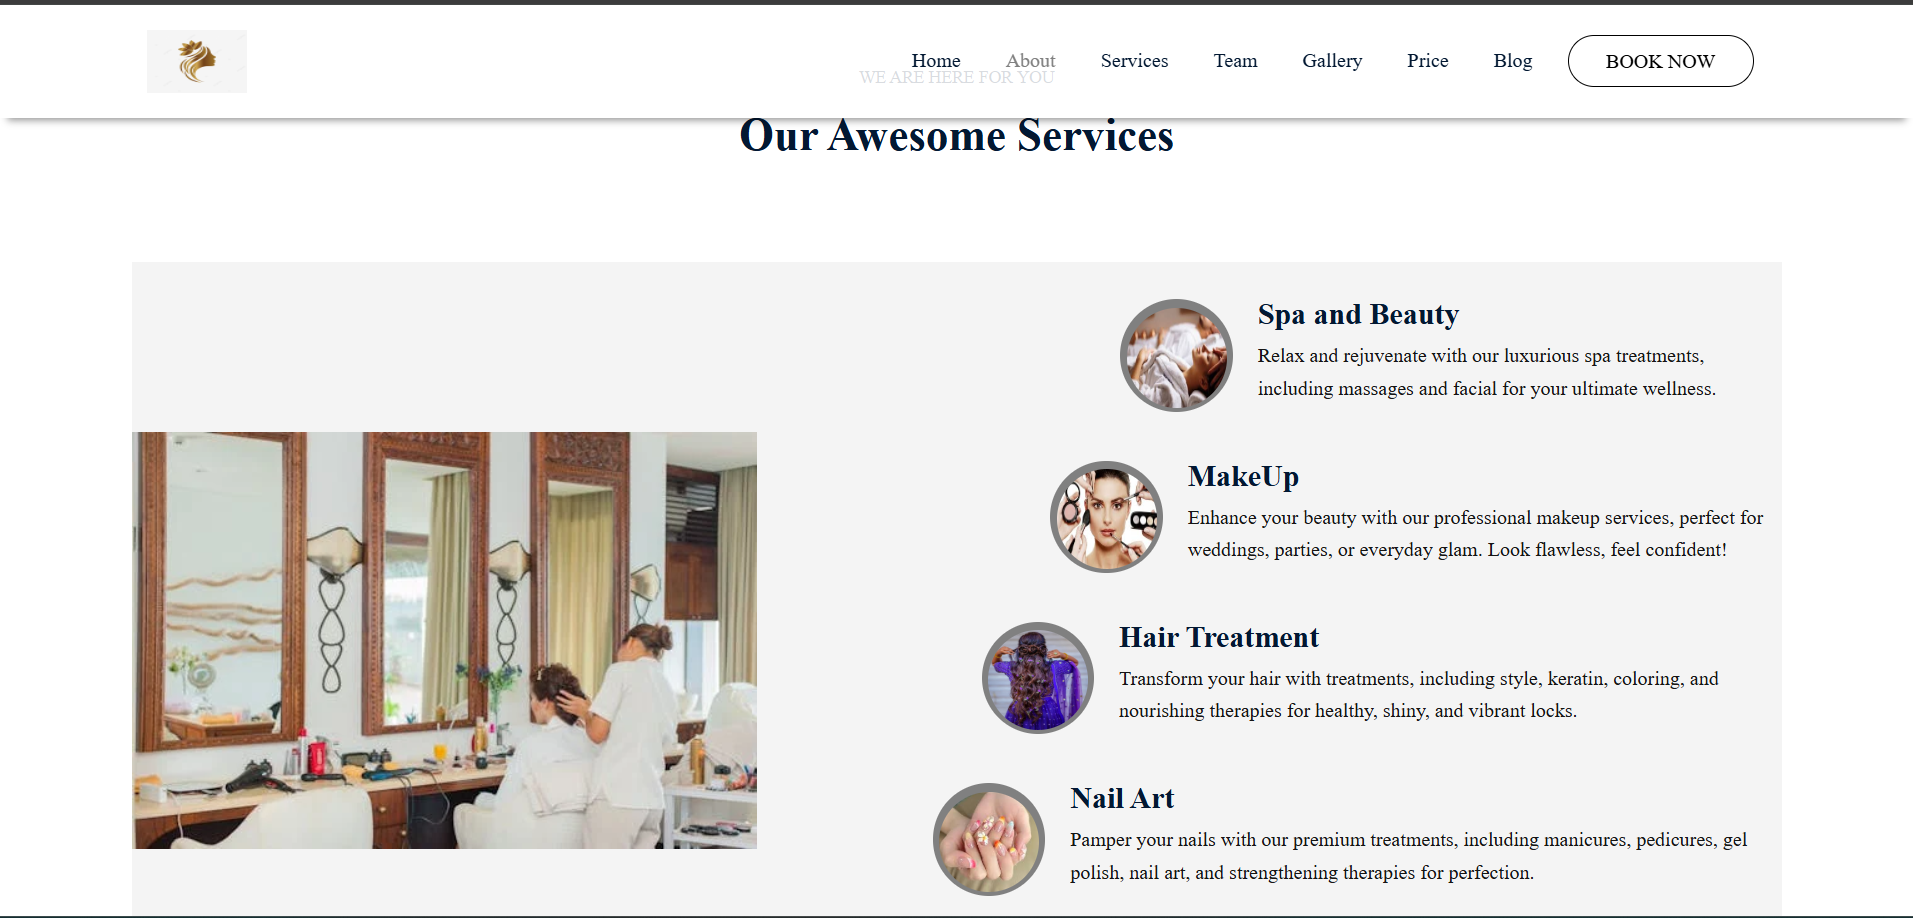 Home About Services Team Gallery Price Blog BOOK NOW
WE ARE HERE FOR YOU
Our Awesome Services
Spa and Beauty
Relax and rejuvenate with our luxurious spa treatments,
including massages and facial for your ultimate wellness.
MakeUp
Enhance your beauty with our professional makeup services, perfect for
weddings, parties, or everyday glam. Look flawless, feel confident!
Hair Treatment
Transform your hair with treatments, including style, keratin, coloring, and
nourishing therapies for healthy, shiny, and vibrant locks.
Nail Art
Pamper your nails with our premium treatments, including manicures, pedicures, gel
polish, nail art, and strengthening therapies for perfection.